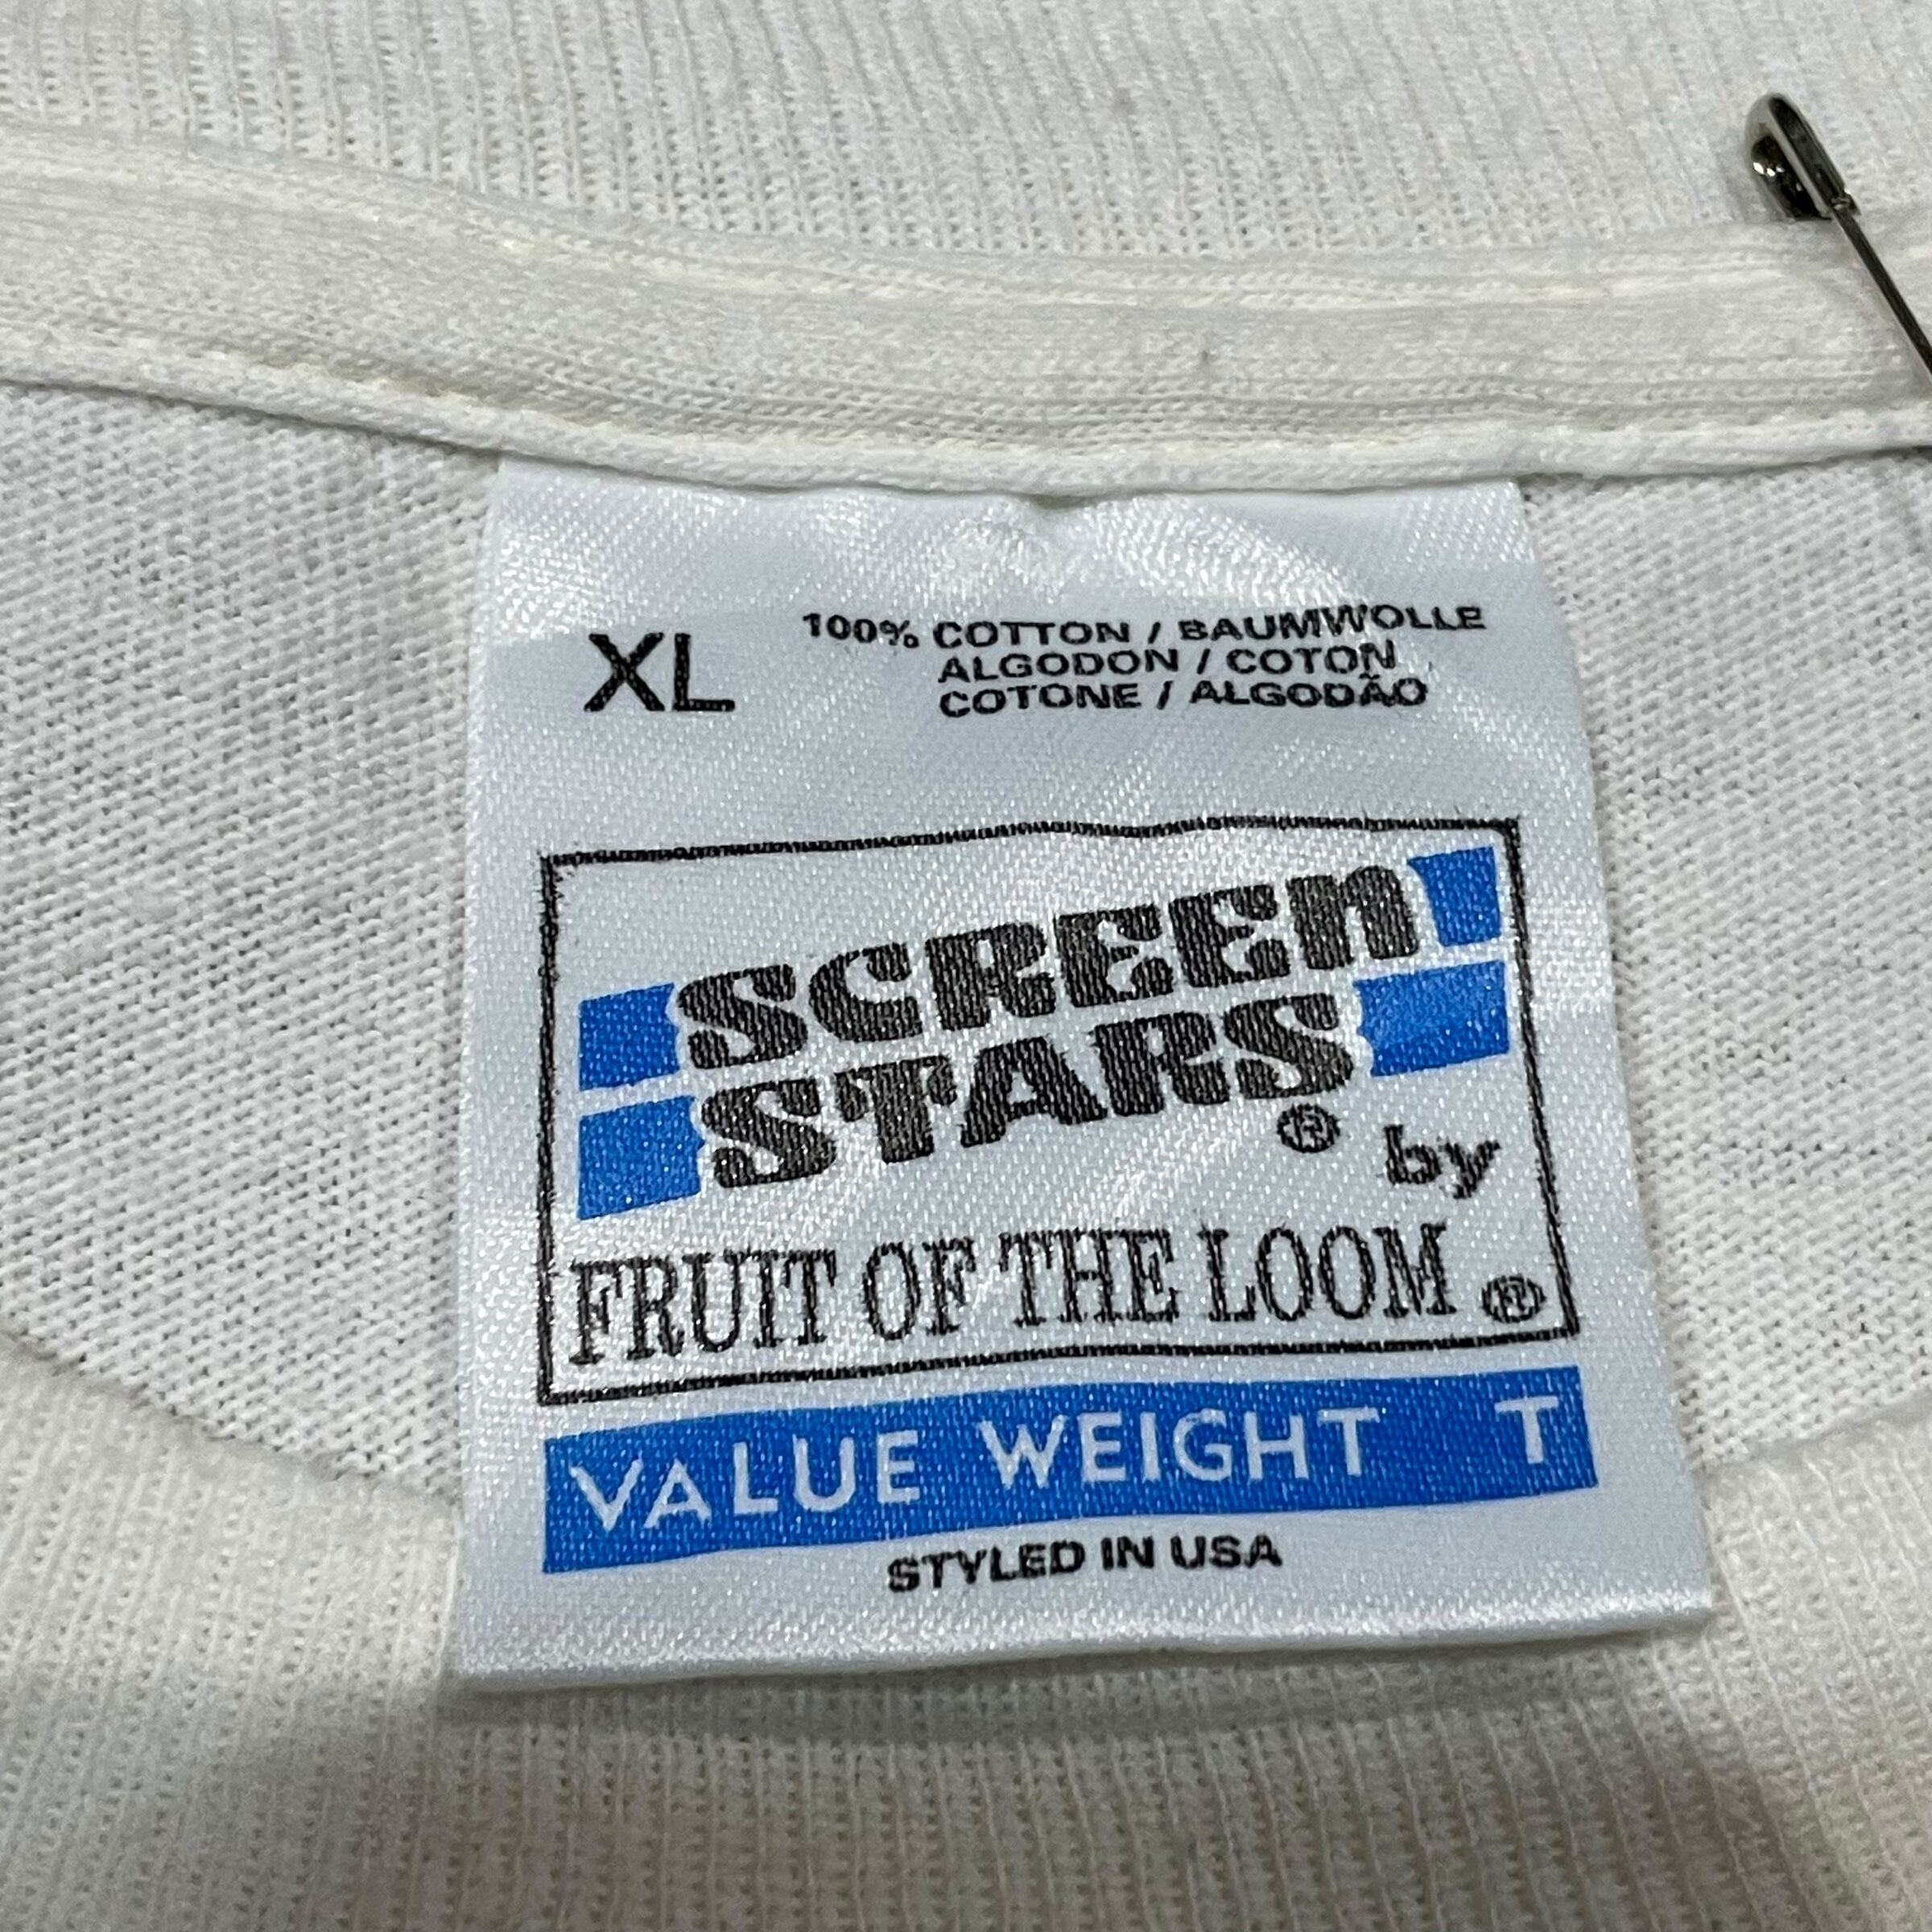 XL
100% COTTON / BAUMWOLLE
ALGODON / COTON
COTONE / ALGODÃO
SCREEN
STARS ®
by
FRUIT OF THE LOOM ®
VALUE WEIGHT T
STYLED IN USA